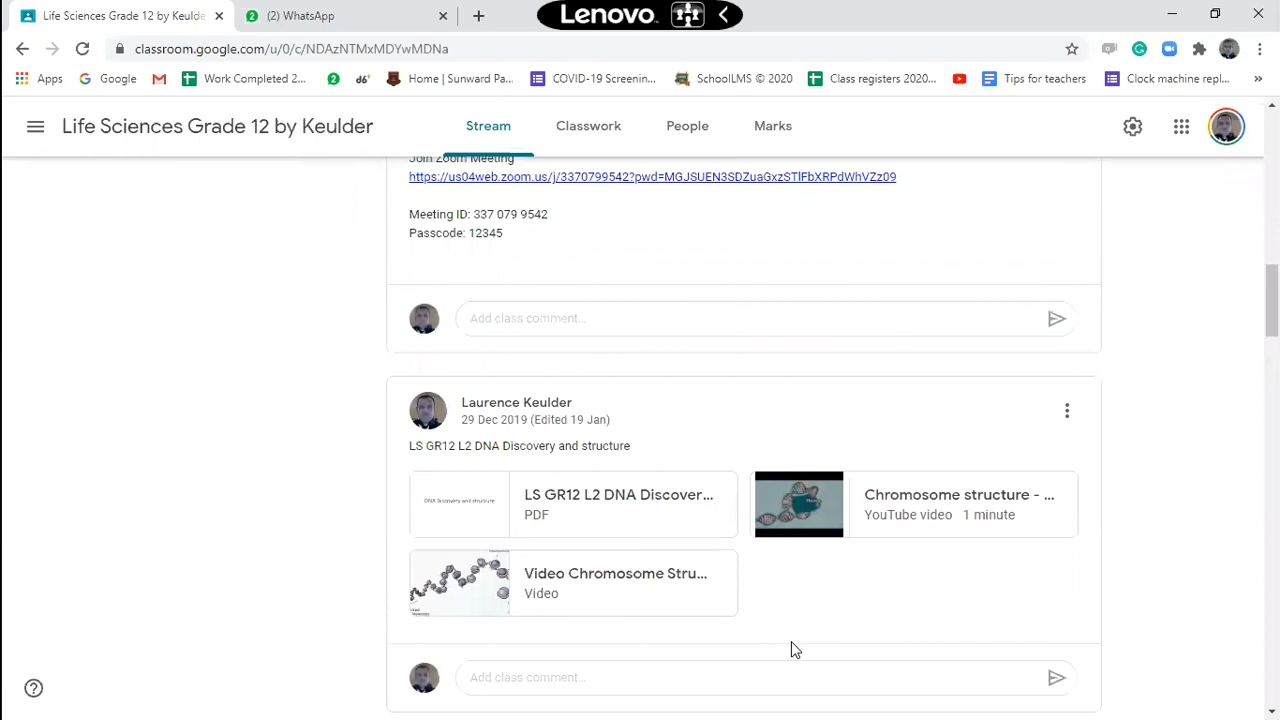 Life Sciences Grade 12 by Keulde
(2) WhatsApp
Lenovo
classroom.google.com/u/0/c/NDAzNTMxMDYwMDNa
Apps
Google
Work Completed 2...
Home | Sunward Pa...
COVID-19 Screenin...
SchoolLMS © 2020
Class registers 2020...
Tips for teachers
Clock machine repl...
Life Sciences Grade 12 by Keulder
Stream
Classwork
People
Marks
Join Zoom Meeting
https://us04web.zoom.us/j/3370799542?pwd=MGJSUEN3SDZuaGxzSTlFbXRPdWhVZz09
Meeting ID: 337 079 9542
Passcode: 12345
Add class comment...
Laurence Keulder
29 Dec 2019 (Edited 19 Jan)
LS GR12 L2 DNA Discovery and structure
DNA Discovery and structure
LS GR12 L2 DNA Discover...
PDF
Chromosome structure - ...
YouTube video 1 minute
Video Chromosome Stru...
Video
Add class comment...